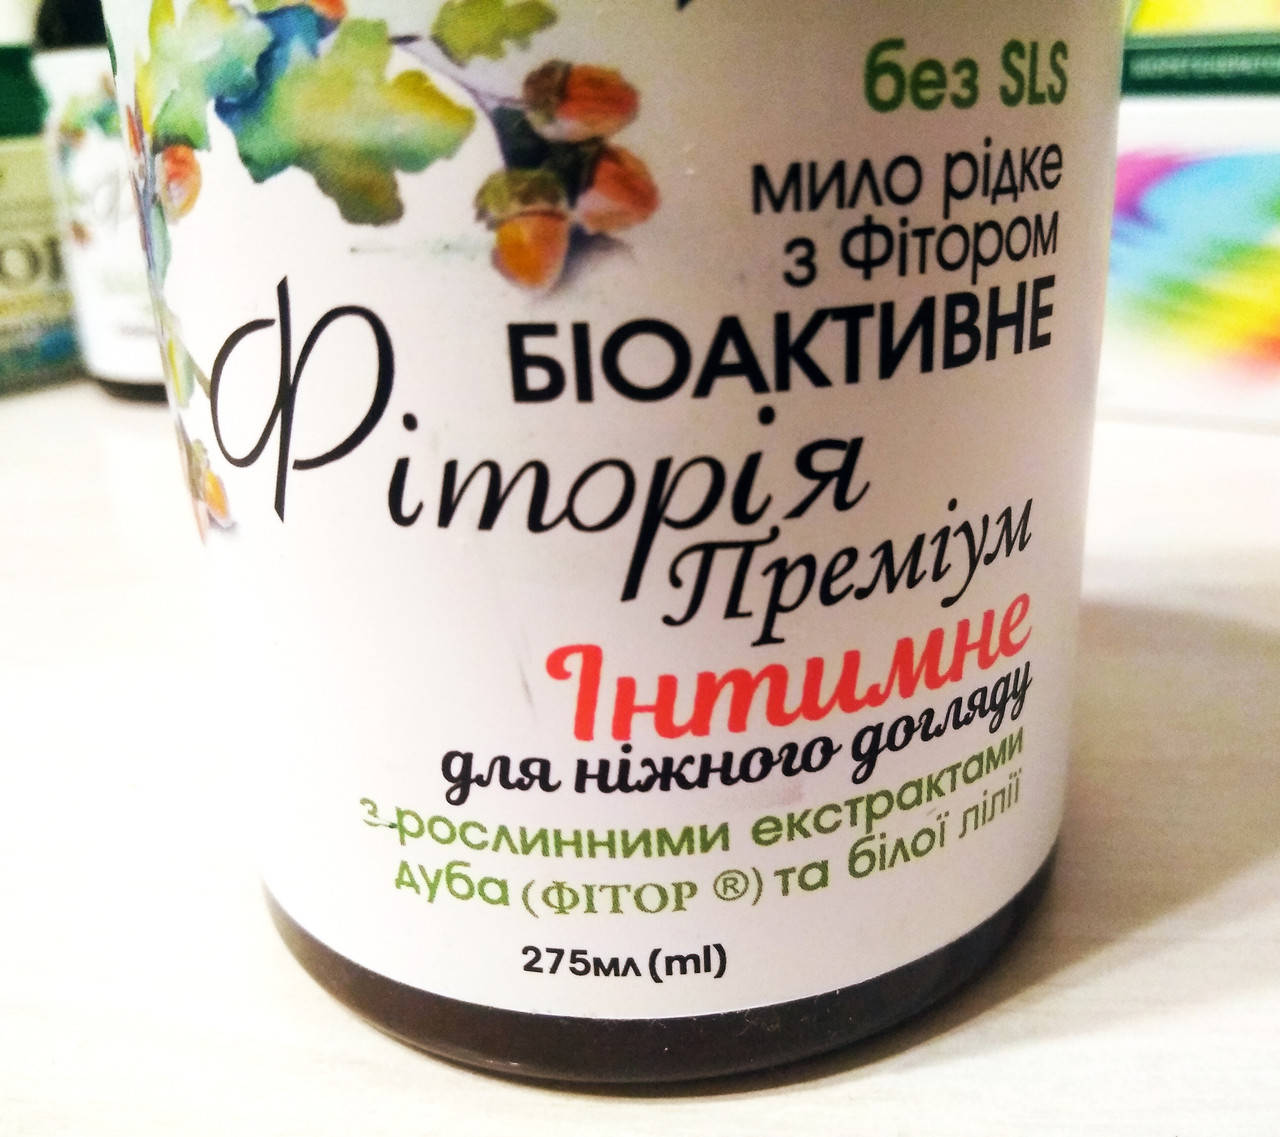 без SLS
мило рідке
з Фітором
БІОАКТИВНЕ
Фіторія
Преміум
Інтимне
для ніжного догляду
з рослинними екстрактами
дуба (ФІТОР ®) та білої лілії
275мл (ml)